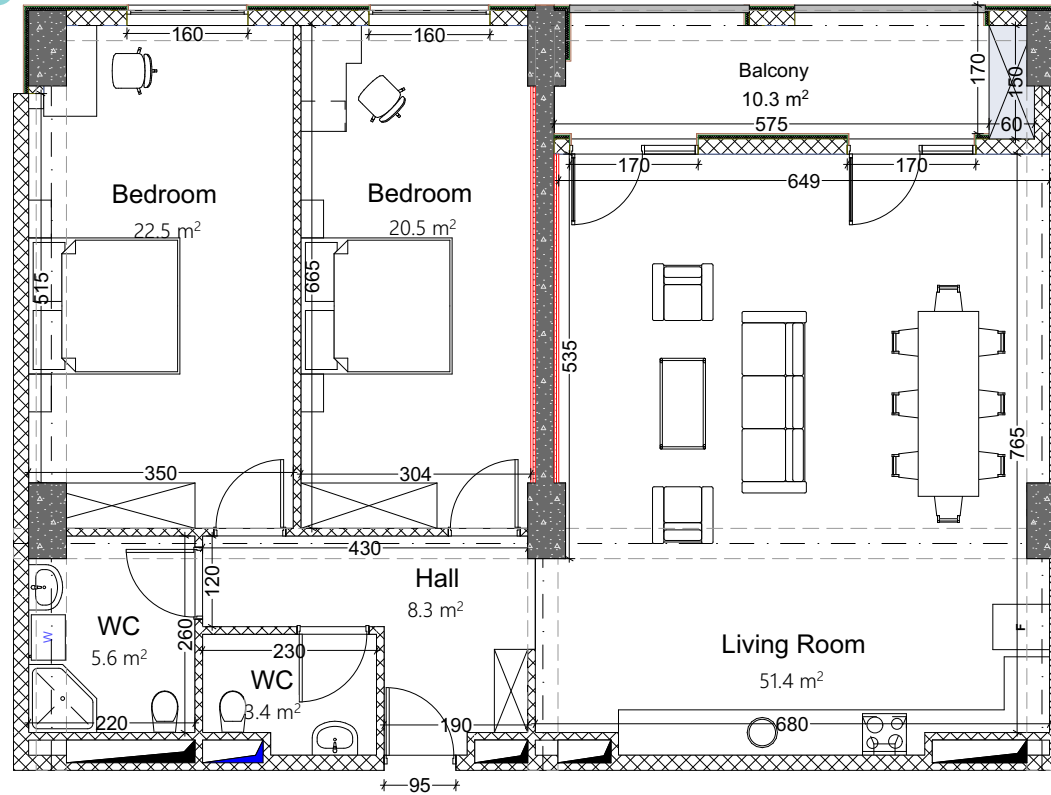 160
160
Balcony
10.3 m²
170
150
575
60
170
170
649
Bedroom
22.5 m²
Bedroom
20.5 m²
515
665
535
765
350
304
430
120
Hall
8.3 m²
WC
5.6 m²
W
260
230
WC
3.4 m²
F
Living Room
51.4 m²
220
190
680
95